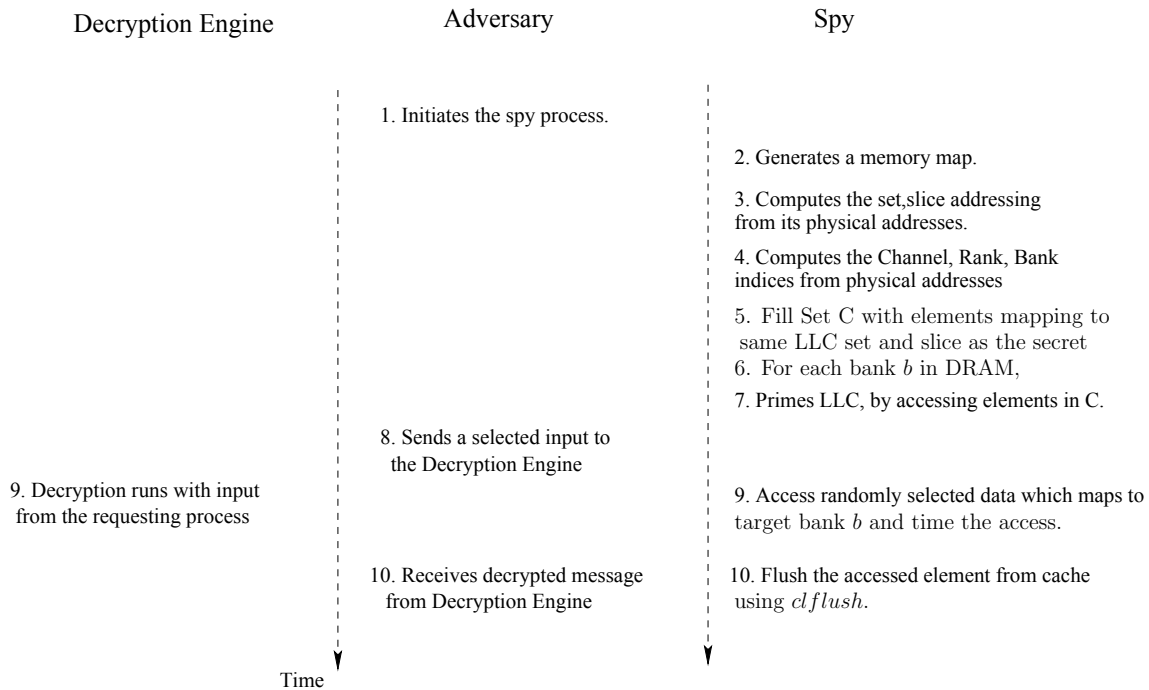 Decryption Engine
Adversary
Spy
1. Initiates the spy process.
2. Generates a memory map.
3. Computes the set,slice addressing
from its physical addresses.
4. Computes the Channel, Rank, Bank
indices from physical addresses
5. Fill Set C with elements mapping to
same LLC set and slice as the secret
6. For each bank b in DRAM,
7. Primes LLC, by accessing elements in C.
8. Sends a selected input to
the Decryption Engine
9. Decryption runs with input
from the requesting process
9. Access randomly selected data which maps to
target bank b and time the access.
10. Receives decrypted message
from Decryption Engine
10. Flush the accessed element from cache
using clflush.
Time